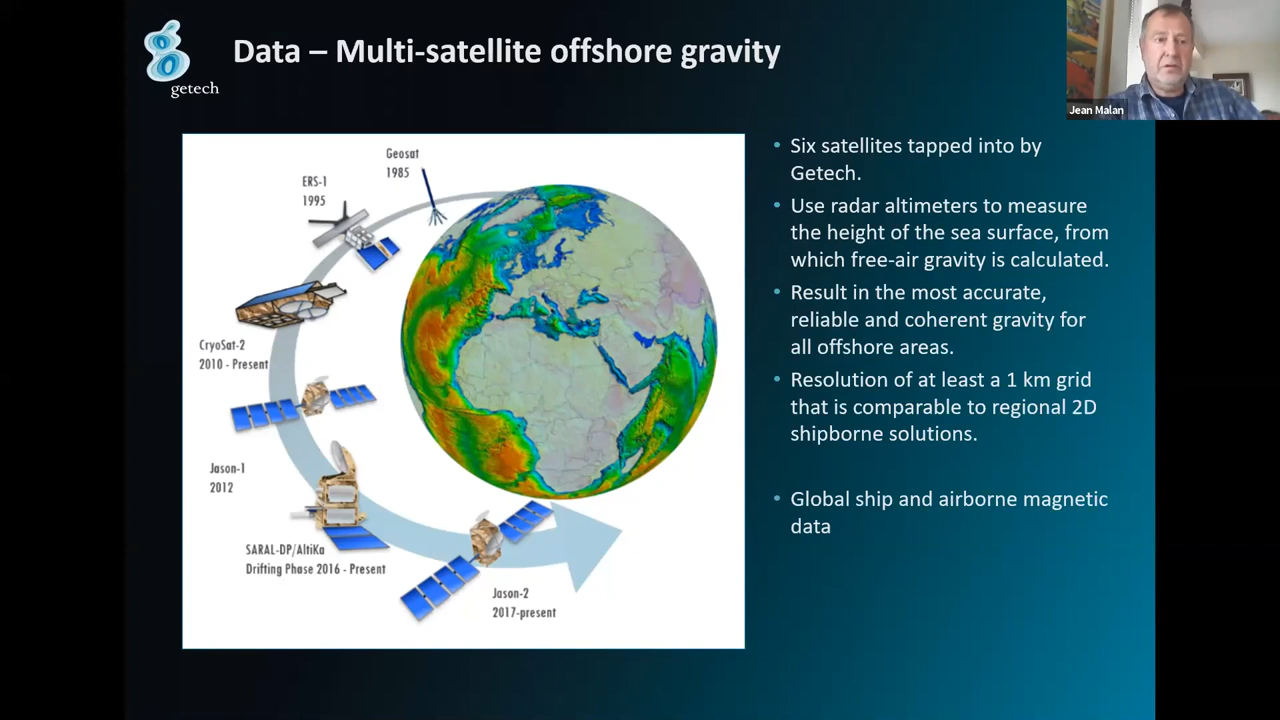 getech
Data – Multi-satellite offshore gravity
Jean Malan
Geosat
1985
ERS-1
1995
CryoSat-2
2010 - Present
Jason-1
2012
SARAL-DP/AltiKa
Drifting Phase 2016 - Present
Jason-2
2017-present
• Six satellites tapped into by
Getech.
• Use radar altimeters to measure
the height of the sea surface, from
which free-air gravity is calculated.
• Result in the most accurate,
reliable and coherent gravity for
all offshore areas.
• Resolution of at least a 1 km grid
that is comparable to regional 2D
shipborne solutions.
• Global ship and airborne magnetic
data